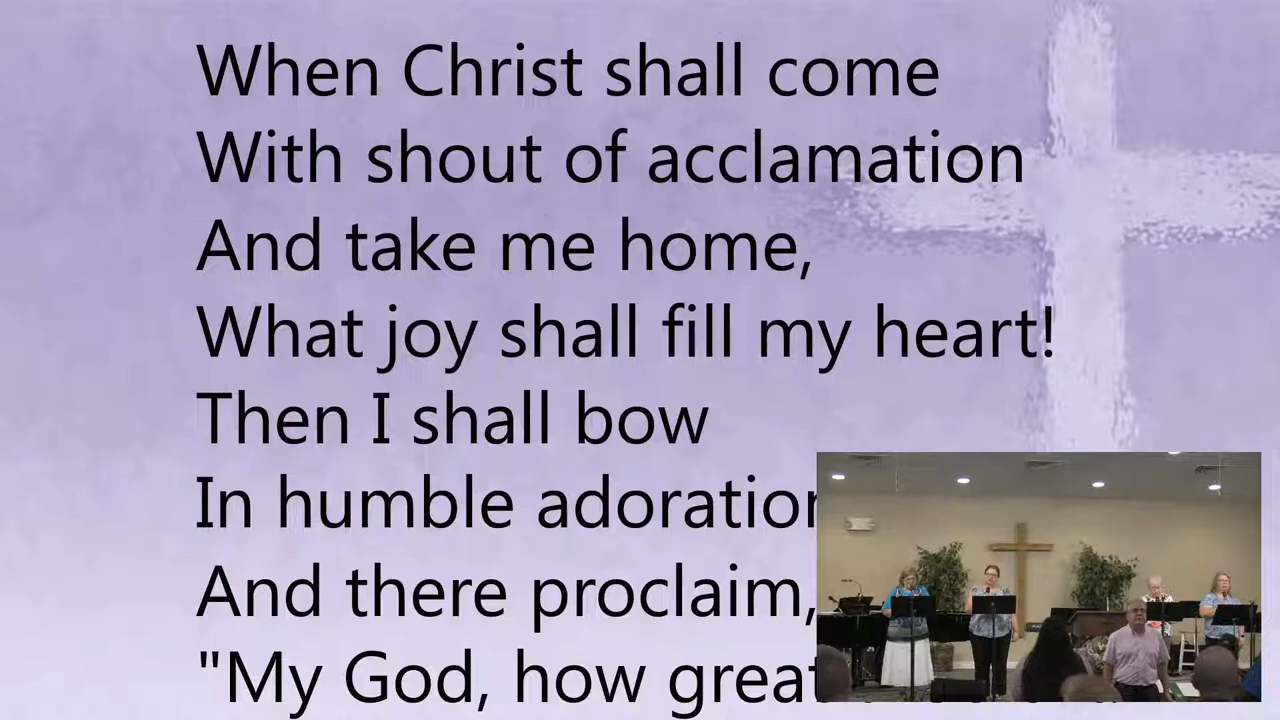 When Christ shall come
With shout of acclamation
And take me home,
What joy shall fill my heart!
Then I shall bow
In humble adoration
And there proclaim,
"My God, how great